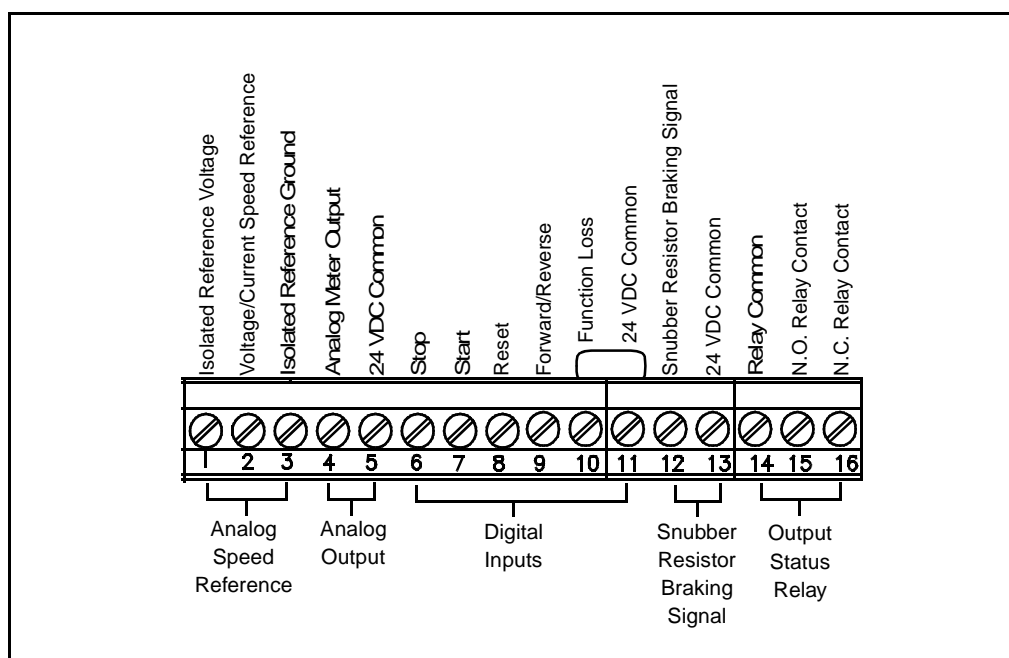 Isolated Reference Voltage
Voltage/Current Speed Reference
Isolated Reference Ground
Analog Meter Output
24 VDC Common
Stop
Start
Reset
Forward/Reverse
Function Loss
24 VDC Common
Snubber Resistor Braking Signal
24 VDC Common
Relay Common
N.O. Relay Contact
N.C. Relay Contact
1 2 3 4 5 6 7 8 9 10 11 12 13 14 15 16
Analog
Speed
Reference
Analog
Output
Digital
Inputs
Snubber
Resistor
Braking
Signal
Output
Status
Relay